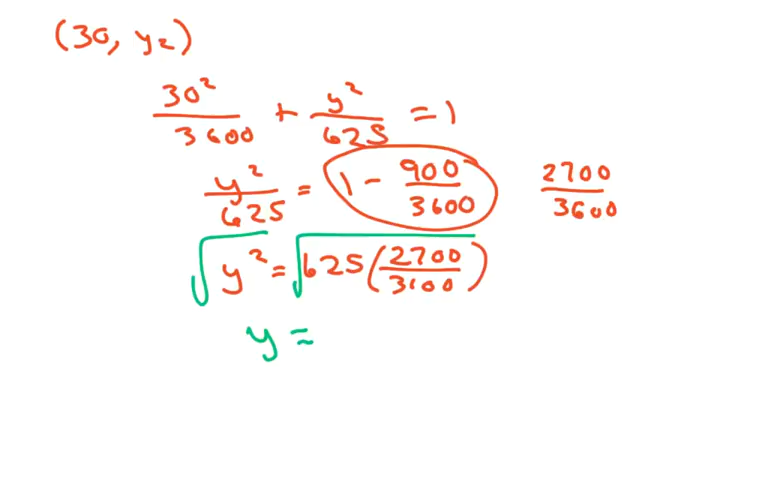 (30, y₂)
30²/3600 + y²/625 = 1
y²/625 = 1 - 900/3600   2700/3600
√y² = √625(2700/3600)
y =